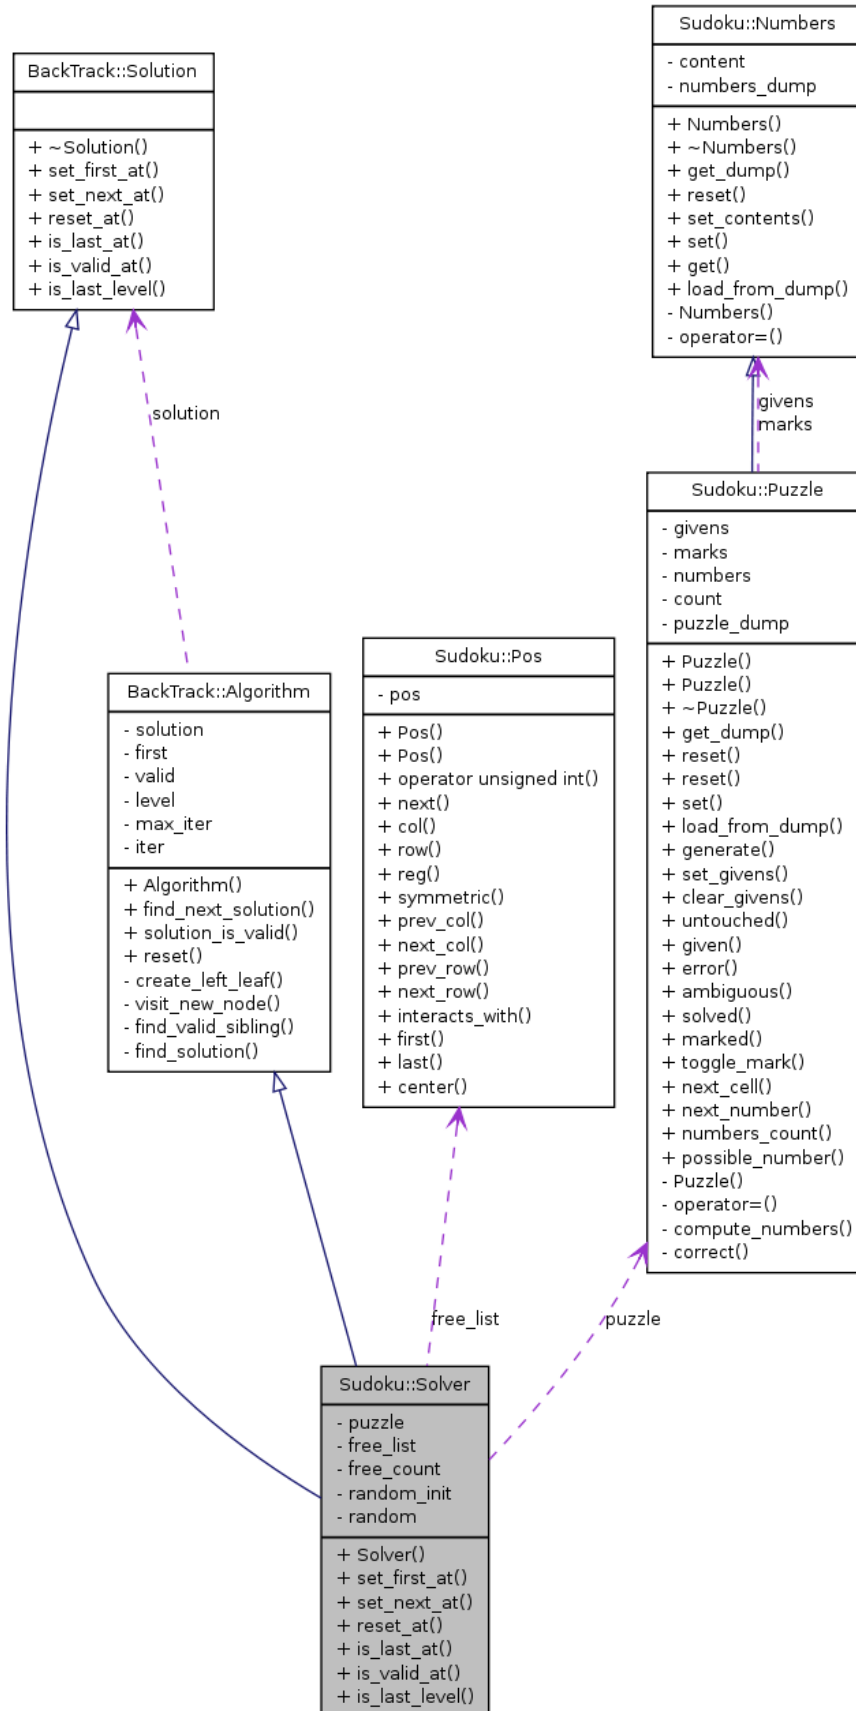 Sudoku::Numbers
- content
- numbers_dump
+ Numbers()
+ ~Numbers()
+ get_dump()
+ reset()
+ set_contents()
+ set()
+ get()
+ load_from_dump()
- Numbers()
- operator=()
BackTrack::Solution
+ ~Solution()
+ set_first_at()
+ set_next_at()
+ reset_at()
+ is_last_at()
+ is_valid_at()
+ is_last_level()
solution
givens
marks
Sudoku::Puzzle
- givens
- marks
- numbers
- count
- puzzle_dump
+ Puzzle()
+ Puzzle()
+ ~Puzzle()
+ get_dump()
+ reset()
+ reset()
+ set()
+ load_from_dump()
+ generate()
+ set_givens()
+ clear_givens()
+ untouched()
+ given()
+ error()
+ ambiguous()
+ solved()
+ marked()
+ toggle_mark()
+ next_cell()
+ next_number()
+ numbers_count()
+ possible_number()
- Puzzle()
- operator=()
- compute_numbers()
- correct()
Sudoku::Pos
- pos
+ Pos()
+ Pos()
+ operator unsigned int()
+ next()
+ col()
+ row()
+ reg()
+ symmetric()
+ prev_col()
+ next_col()
+ prev_row()
+ next_row()
+ interacts_with()
+ first()
+ last()
+ center()
BackTrack::Algorithm
- solution
- first
- valid
- level
- max_iter
- iter
+ Algorithm()
+ find_next_solution()
+ solution_is_valid()
+ reset()
- create_left_leaf()
- visit_new_node()
- find_valid_sibling()
- find_solution()
free_list
puzzle
Sudoku::Solver
- puzzle
- free_list
- free_count
- random_init
- random
+ Solver()
+ set_first_at()
+ set_next_at()
+ reset_at()
+ is_last_at()
+ is_valid_at()
+ is_last_level()